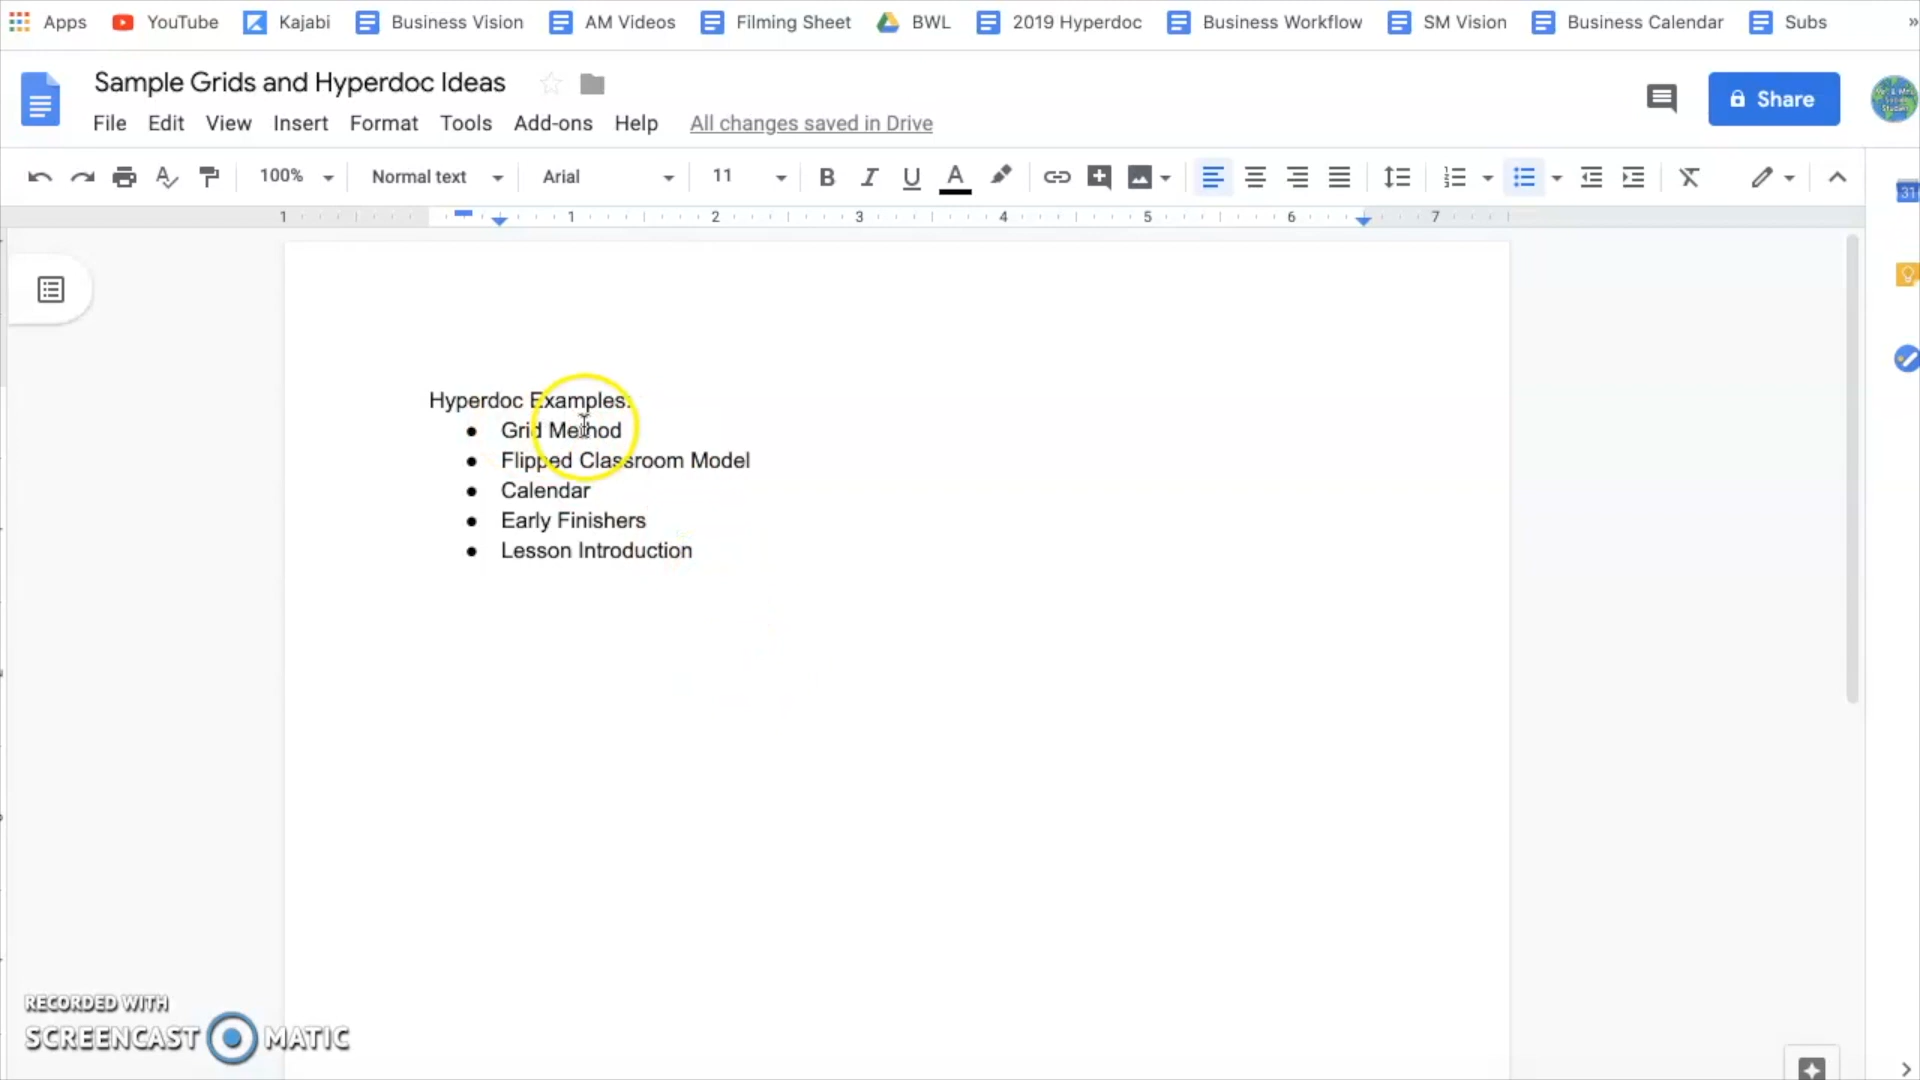 Apps YouTube Kajabi Business Vision AM Videos Filming Sheet BWL 2019 Hyperdoc Business Workflow SM Vision Business Calendar Subs »
Sample Grids and Hyperdoc Ideas
Share
File Edit View Insert Format Tools Add-ons Help All changes saved in Drive
100% Normal text Arial 11 B I U A
1 1 2 3 4 5 6 7
31
Hyperdoc Examples:
● Grid Method
● Flipped Classroom Model
● Calendar
● Early Finishers
● Lesson Introduction
RECORDED WITH
SCREENCAST MATIC